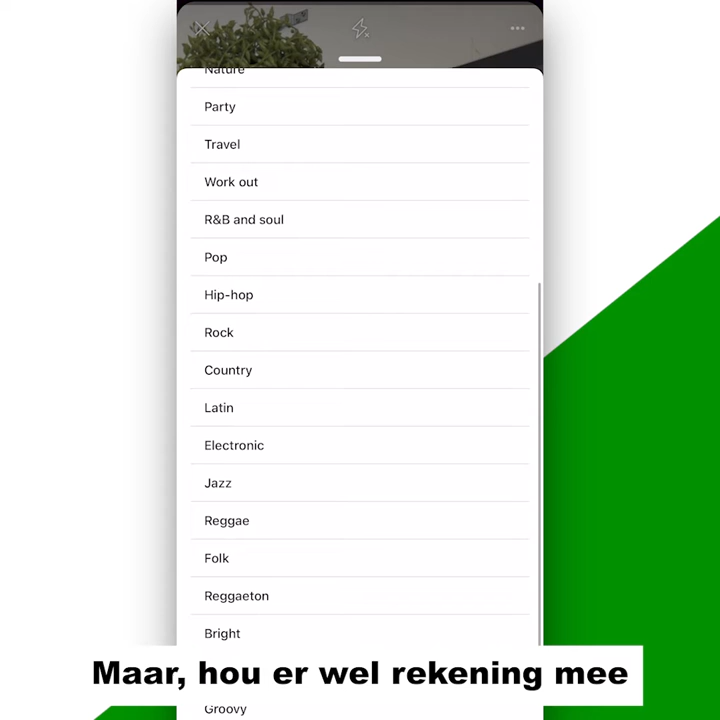 Nature
Party
Travel
Work out
R&B and soul
Pop
Hip-hop
Rock
Country
Latin
Electronic
Jazz
Reggae
Folk
Reggaeton
Bright
Maar, hou er wel rekening mee
Groovy